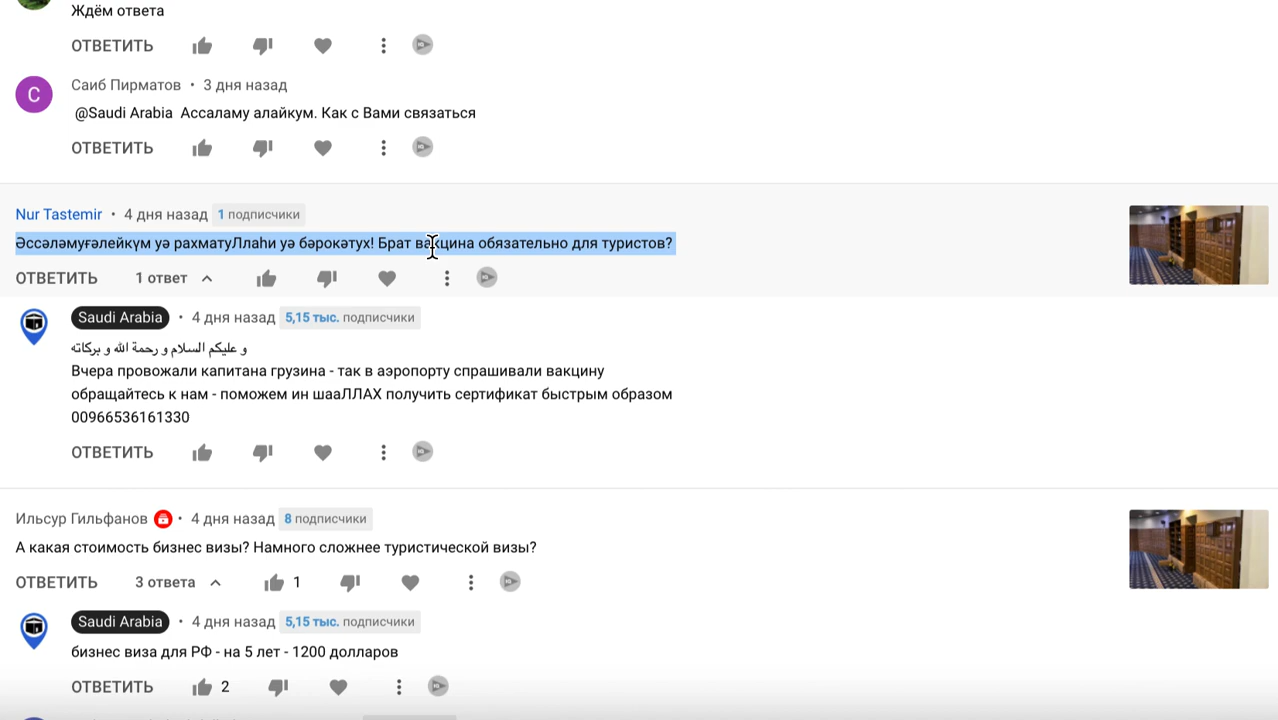 Ждём ответа
ОТВЕТИТЬ
С
Саиб Пирматов • 3 дня назад
@Saudi Arabia Ассаламу алайкум. Как с Вами связаться
ОТВЕТИТЬ
Nur Tastemir • 4 дня назад 1 подписчики
Әссәләмуғәлейкүм уә рахматуЛлаһи уә бәрокәтух! Брат вакцина обязательно для туристов?
ОТВЕТИТЬ 1 ответ
Saudi Arabia • 4 дня назад 5,15 тыс. подписчики
و عليكم السلام و رحمة الله و بركاته
Вчера провожали капитана грузина - так в аэропорту спрашивали вакцину
обращайтесь к нам - поможем ин шааЛЛАХ получить сертификат быстрым образом
00966536161330
ОТВЕТИТЬ
Ильсур Гильфанов • 4 дня назад 8 подписчики
А какая стоимость бизнес визы? Намного сложнее туристической визы?
ОТВЕТИТЬ 3 ответа 1
Saudi Arabia • 4 дня назад 5,15 тыс. подписчики
бизнес виза для РФ - на 5 лет - 1200 долларов
ОТВЕТИТЬ 2